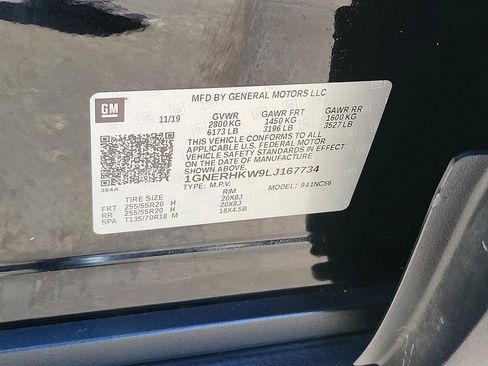 GM
MFD BY GENERAL MOTORS LLC
11/19 GVWR GAWR FRT GAWR RR
2800 KG 1450 KG 1600 KG
6173 LB 3196 LB 3527 LB
THIS VEHICLE CONFORMS TO ALL
APPLICABLE U.S. FEDERAL MOTOR
VEHICLE SAFETY STANDARDS IN EFFECT
ON THE DATE OF MANUFACTURE
SHOWN ABOVE.
1GNERHKW9LJ167734
384A
TYPE: M.P.V. MODEL: 941NC56
TIRE SIZE RIM
FRT 255/55R20 H 20X8J
RR 255/55R20 H 20X8J
SPA T135/70R18 M 18X4.5B